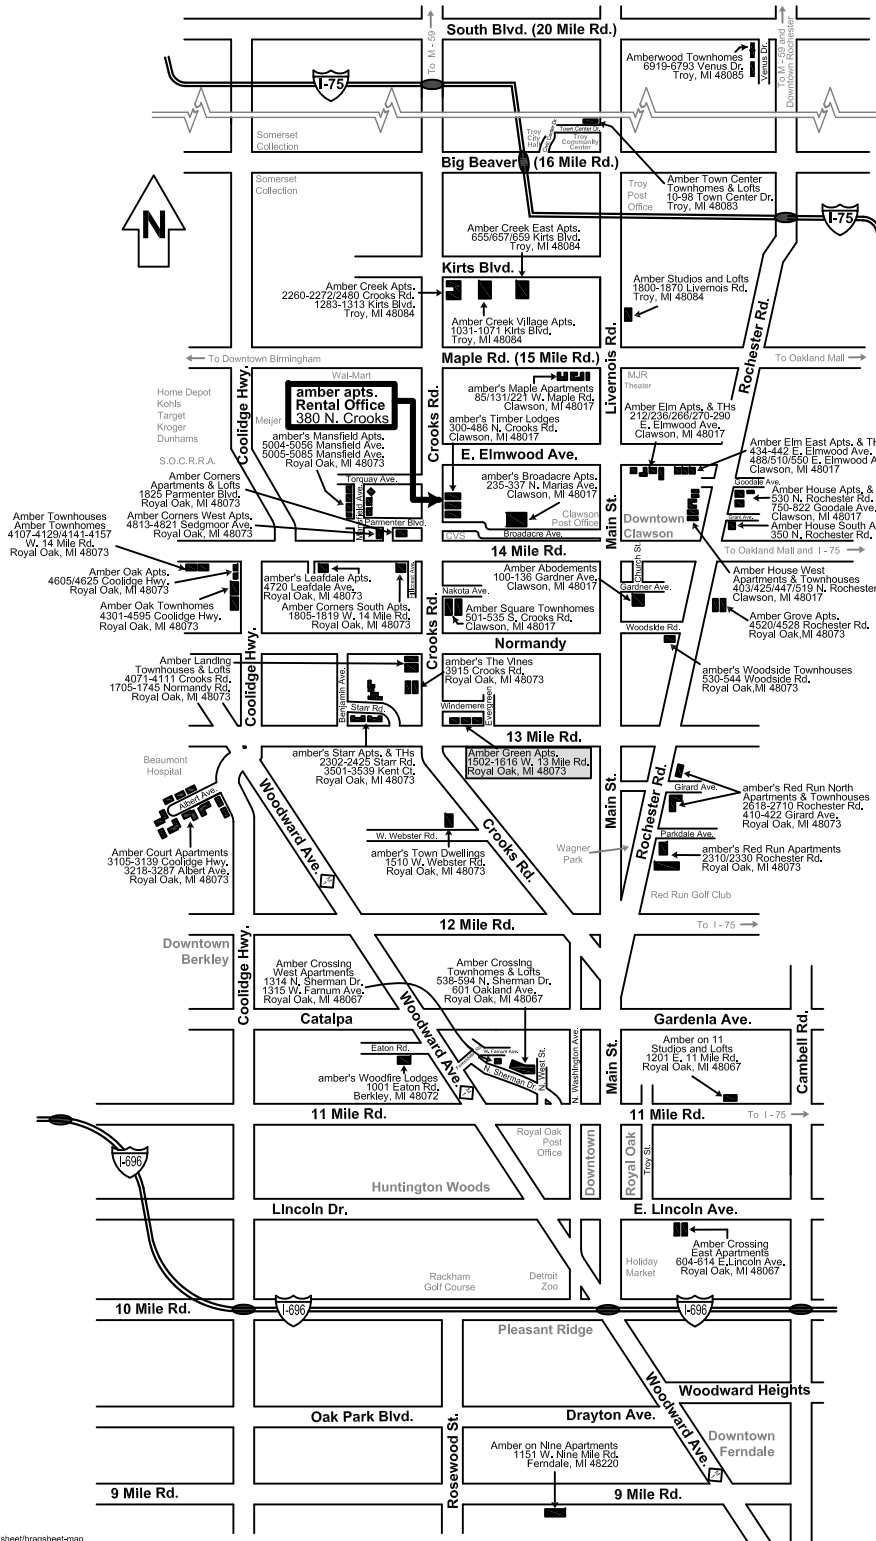 South Blvd. (20 Mile Rd.)
To M - 59
Amberwood Townhomes
6919-6793 Venus Dr.
Troy, MI 48085
Venus Dr.
To M - 59 and
Downtown Rochester
I-75
Somerset
Collection
Troy
City
Hall
Civic Center Dr.
Town Center Dr.
Troy
Community
Center
Big Beaver (16 Mile Rd.)
Somerset
Collection
Troy
Post
Office
Amber Town Center
Townhomes & Lofts
10-98 Town Center Dr.
Troy, MI 48083
N
I-75
Amber Creek East Apts.
655/657/659 Kirts Blvd.
Troy, MI 48084
Kirts Blvd.
Amber Creek Apts.
2260-2272/2480 Crooks Rd.
1283-1313 Kirts Blvd.
Troy, MI 48084
Amber Creek Village Apts.
1031-1071 Kirts Blvd.
Troy, MI 48084
Amber Studios and Lofts
1800-1870 Livernois Rd.
Troy, MI 48084
Livernois Rd.
Rochester Rd.
To Downtown Birmingham
Maple Rd. (15 Mile Rd.)
To Oakland Mall
Home Depot
Kohls
Target
Kroger
Dunhams
S.O.C.R.R.A.
Coolidge Hwy.
Wal-Mart
Meijer
amber apts.
Rental Office
380 N. Crooks
Crooks Rd.
amber's Maple Apartments
85/131/221 W. Maple Rd.
Clawson, MI 48017
amber's Timber Lodges
300-486 N. Crooks Rd.
Clawson, MI 48017
MJR
Theater
Amber Elm Apts. & THs
212/236/266/270-290
E. Elmwood Ave.
Clawson, MI 48017
amber's Mansfield Apts.
5004-5056 Mansfield Ave.
5005-5085 Mansfield Ave.
Royal Oak, MI 48073
E. Elmwood Ave.
Amber Elm East Apts. & TH
434-442 E. Elmwood Ave.
488/510/550 E. Elmwood A
Clawson, MI 48017
Amber Corners
Apartments & Lofts
1825 Parmenter Blvd.
Royal Oak, MI 48073
Torquay Ave.
Mansfield Ave.
Parmenter Blvd.
amber's Broadacre Apts.
235-337 N. Marias Ave.
Clawson, MI 48017
Goodale Ave.
Amber House Apts. &
530 N. Rochester Rd.
750-822 Goodale Ave.
Clawson, MI 48017
Grant Ave.
Amber House South A
350 N. Rochester Rd.
Amber Townhouses
Amber Townhomes
4107-4129/4141-4157
W. 14 Mile Rd.
Royal Oak, MI 48073
Amber Corners West Apts.
4813-4821 Sedgmoor Ave.
Royal Oak, MI 48073
CVS
Clawson
Post Office
Broadacre Ave.
Main St.
Downtown
Clawson
14 Mile Rd.
To Oakland Mall and I - 75
Church St.
Amber Oak Apts.
4605/4625 Coolidge Hwy.
Royal Oak, MI 48073
Amber Oak Townhomes
4301-4595 Coolidge Hwy.
Royal Oak, MI 48073
amber's Leafdale Apts.
4720 Leafdale Ave.
Royal Oak, MI 48073
Amber Corners South Apts.
1805-1819 W. 14 Mile Rd.
Royal Oak, MI 48073
Nakota Ave.
Amber Abodements
100-136 Gardner Ave.
Clawson, MI 48017
Gardner Ave.
Amber House West
Apartments & Townhouses
403/425/447/519 N. Rochester
Clawson, MI 48017
Crooks Rd.
Amber Square Townhomes
501-535 S. Crooks Rd.
Clawson, MI 48017
Woodside Rd.
Amber Grove Apts.
4520/4528 Rochester Rd.
Royal Oak,MI 48073
Coolidge Hwy.
Normandy
Amber Landing
Townhouses & Lofts
4071-4111 Crooks Rd.
1705-1745 Normandy Rd.
Royal Oak, MI 48073
Benjamin Ave.
Starr Rd.
amber's The Vines
3915 Crooks Rd.
Royal Oak, MI 48073
Windemere
Evergreen
amber's Woodside Townhouses
530-544 Woodside Rd.
Royal Oak,MI 48073
13 Mile Rd.
Beaumont
Hospital
amber's Starr Apts. & THs
2302-2425 Starr Rd.
3501-3539 Kent Ct.
Royal Oak, MI 48073
Amber Green Apts.
1502-1616 W. 13 Mile Rd.
Royal Oak, MI 48073
Albert Ave.
Woodward Ave.
Crooks Rd.
Main St.
Rochester Rd.
Girard Ave.
amber's Red Run North
Apartments & Townhouses
2618-2710 Rochester Rd.
410-422 Girard Ave.
Royal Oak, MI 48073
Amber Court Apartments
3105-3139 Coolidge Hwy.
3218-3287 Albert Ave.
Royal Oak, MI 48073
W. Webster Rd.
amber's Town Dwellings
1510 W. Webster Rd.
Royal Oak, MI 48073
Wagner
Park
Parkdale Ave.
amber's Red Run Apartments
2310/2330 Rochester Rd.
Royal Oak, MI 48073
Red Run Golf Club
12 Mile Rd.
To I - 75
Downtown
Berkley
Coolidge Hwy.
Amber Crossing
West Apartments
1314 N. Sherman Dr.
1315 W. Farnum Ave.
Royal Oak, MI 48067
Amber Crossing
Townhomes & Lofts
538-594 N. Sherman Dr.
601 Oakland Ave.
Royal Oak, MI 48067
Catalpa
Woodward Ave.
Gardenia Ave.
Cambell Rd.
Eaton Rd.
W. Farnum Ave.
N. Sherman Dr.
N. West St.
N. Washington Ave.
Main St.
Amber on 11
Studios and Lofts
1201 E. 11 Mile Rd.
Royal Oak, MI 48067
amber's Woodfire Lodges
1001 Eaton Rd.
Berkley, MI 48072
11 Mile Rd.
11 Mile Rd.
To I - 75
I-696
Royal Oak
Post
Office
Downtown
Royal Oak
Troy St.
Huntington Woods
Lincoln Dr.
E. Lincoln Ave.
Amber Crossing
East Apartments
604-614 E.Lincoln Ave.
Royal Oak, MI 48067
Rackham
Golf Course
Detroit
Zoo
Holiday
Market
10 Mile Rd.
I-696
I-696
Pleasant Ridge
Woodward Ave.
Woodward Heights
Oak Park Blvd.
Rosewood St.
Drayton Ave.
Downtown
Ferndale
Amber on Nine Apartments
1151 W. Nine Mile Rd.
Ferndale, MI 48220
9 Mile Rd.
9 Mile Rd.
sheet/bragsheet-map